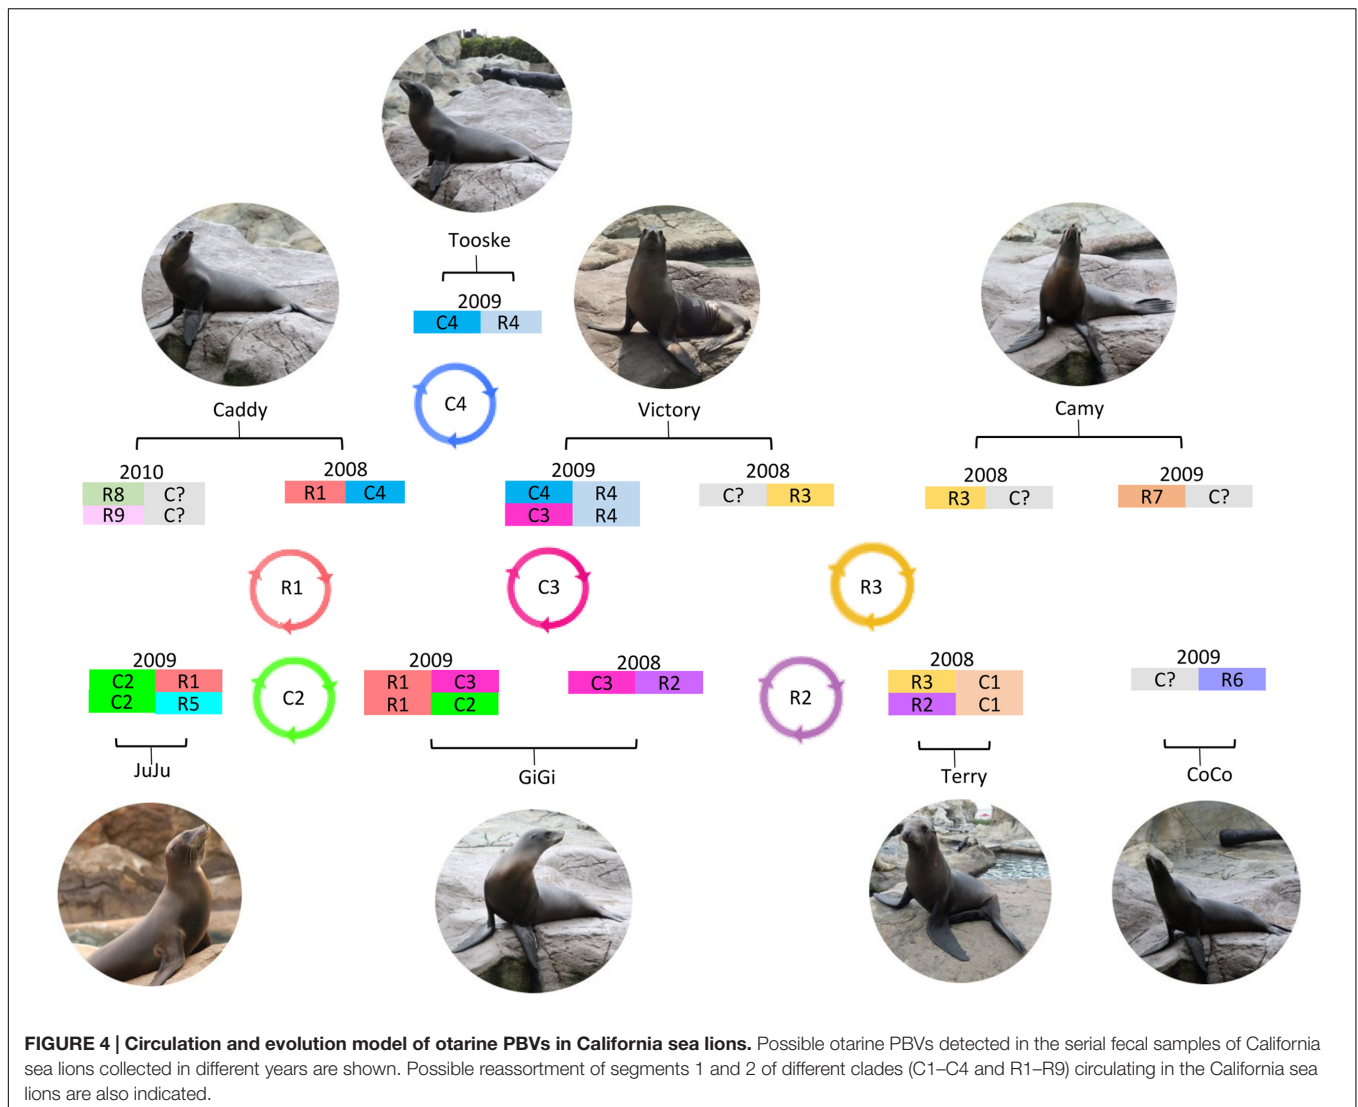 Tooske
2009
C4 R4
Caddy
C4
Victory
Camy
2010
R8 C?
R9 C?
2008
R1 C4
2009
C4 R4
C3 R4
2008
C? R3
2008
R3 C?
2009
R7 C?
R1
C3
R3
2009
C2 R1
C2 R5
C2
2009
R1 C3
R1 C2
2008
C3 R2
R2
2008
R3 C1
R2 C1
2009
C? R6
JuJu
GiGi
Terry
CoCo
FIGURE 4 | Circulation and evolution model of otarine PBVs in California sea lions. Possible otarine PBVs detected in the serial fecal samples of California
sea lions collected in different years are shown. Possible reassortment of segments 1 and 2 of different clades (C1–C4 and R1–R9) circulating in the California sea
lions are also indicated.